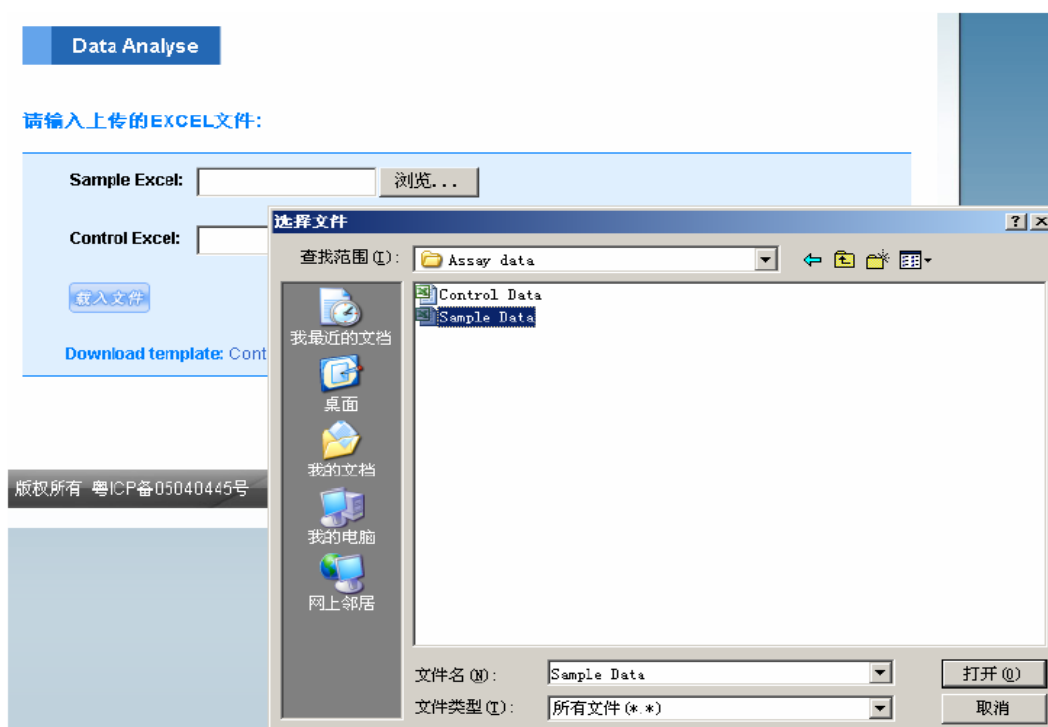 Data Analyse
请输入上传的EXCEL文件:
Sample Excel:
浏览...
Control Excel:
载入文件
Download template: Cont
版权所有 粤ICP备05040445号
选择文件
查找范围(I):
Assay data
我最近的文档
桌面
我的文档
我的电脑
网上邻居
Control Data
Sample Data
文件名(N):
Sample Data
打开(O)
文件类型(T):
所有文件(*.*)
取消